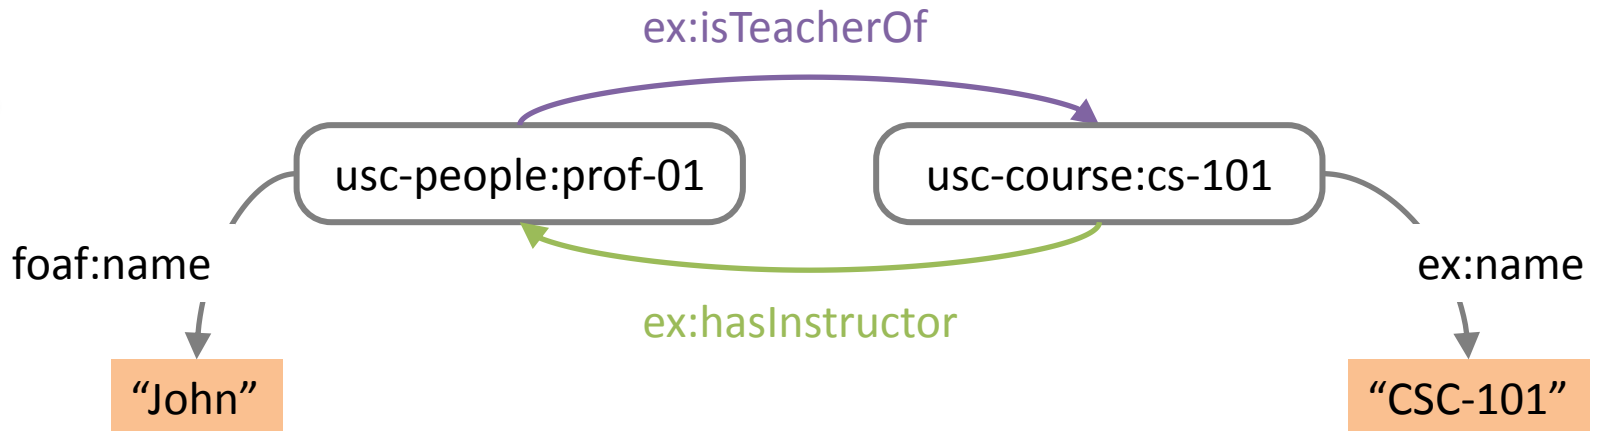 ex:isTeacherOf
usc-people:prof-01
usc-course:cs-101
foaf:name
ex:name
ex:hasInstructor
“John”
“CSC-101”